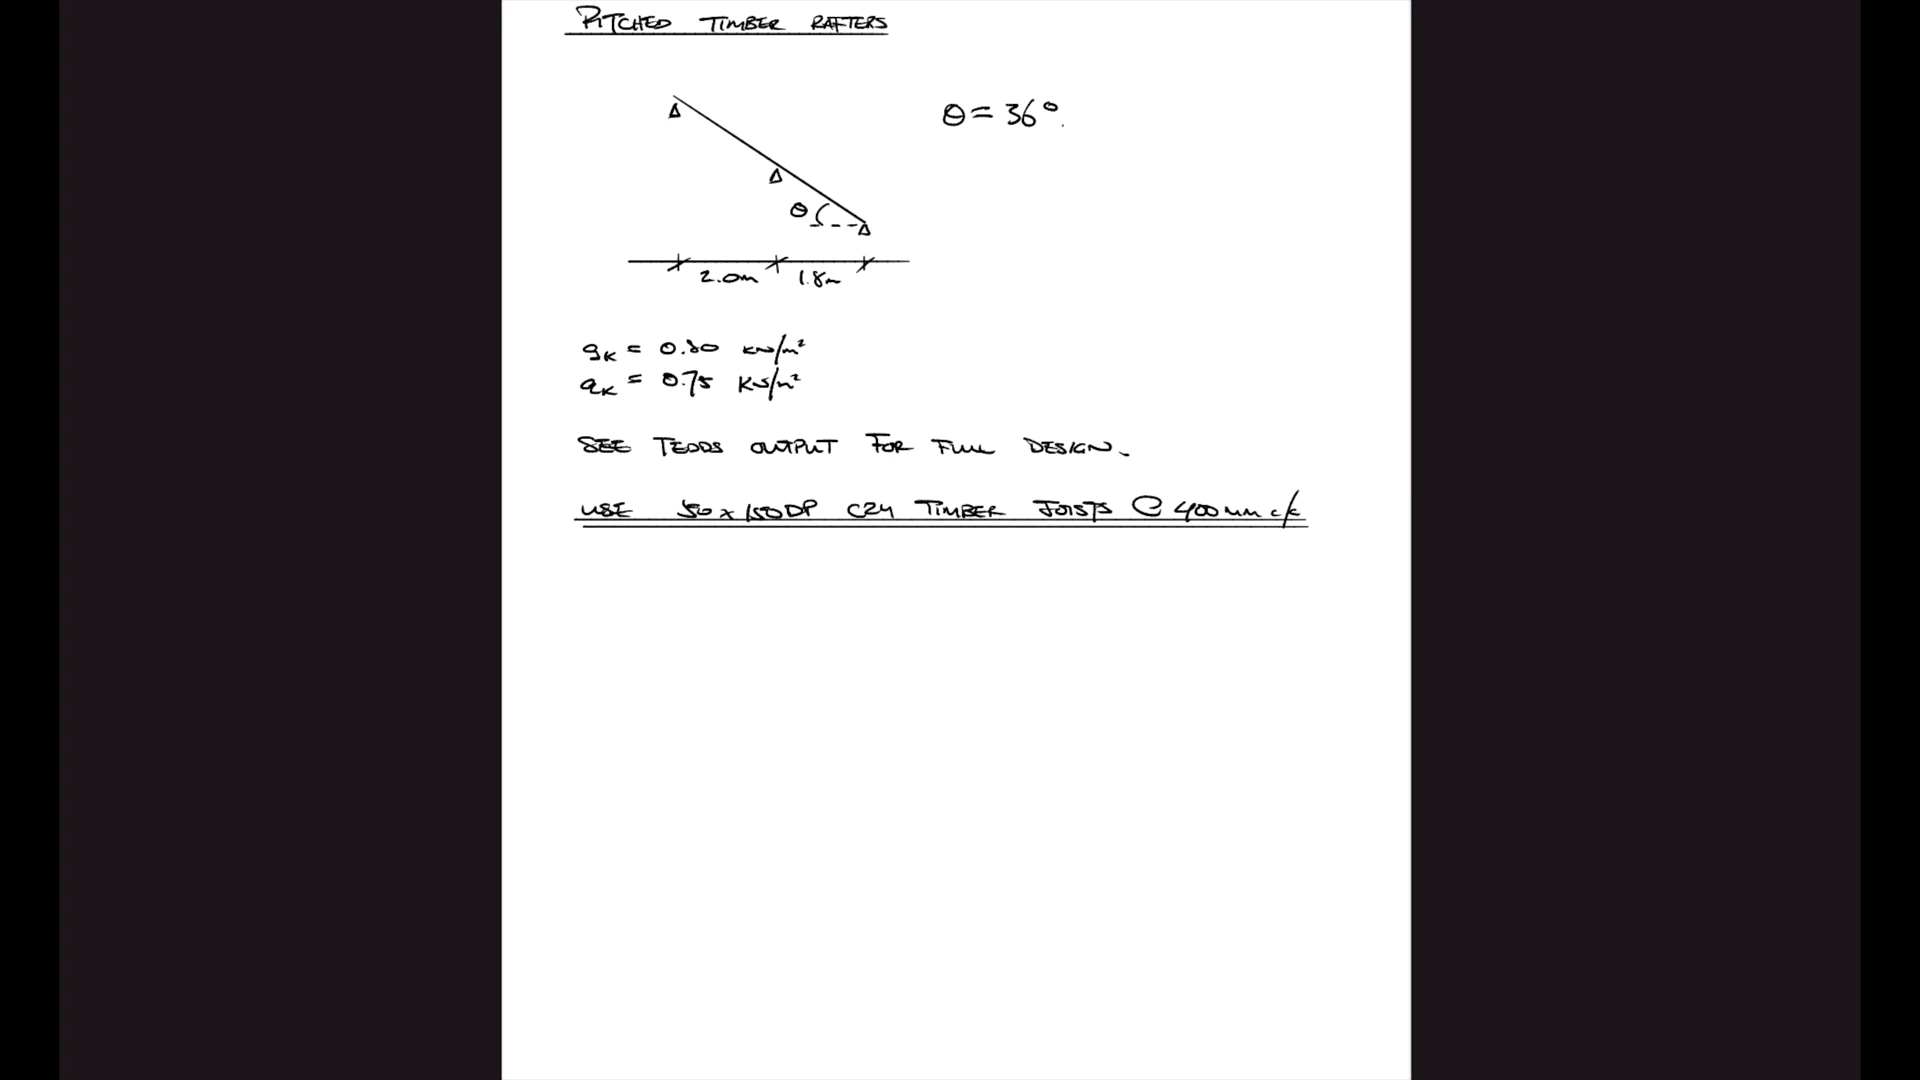 PITCHED TIMBER RAFTERS
θ = 36°.
θ
2.0m 1.8m
gk = 0.80 kN/m²
qk = 0.75 kN/m²
SEE TEDDS OUTPUT FOR FULL DESIGN.
USE 50 x 150DP C24 TIMBER JOISTS @ 400mm c/c